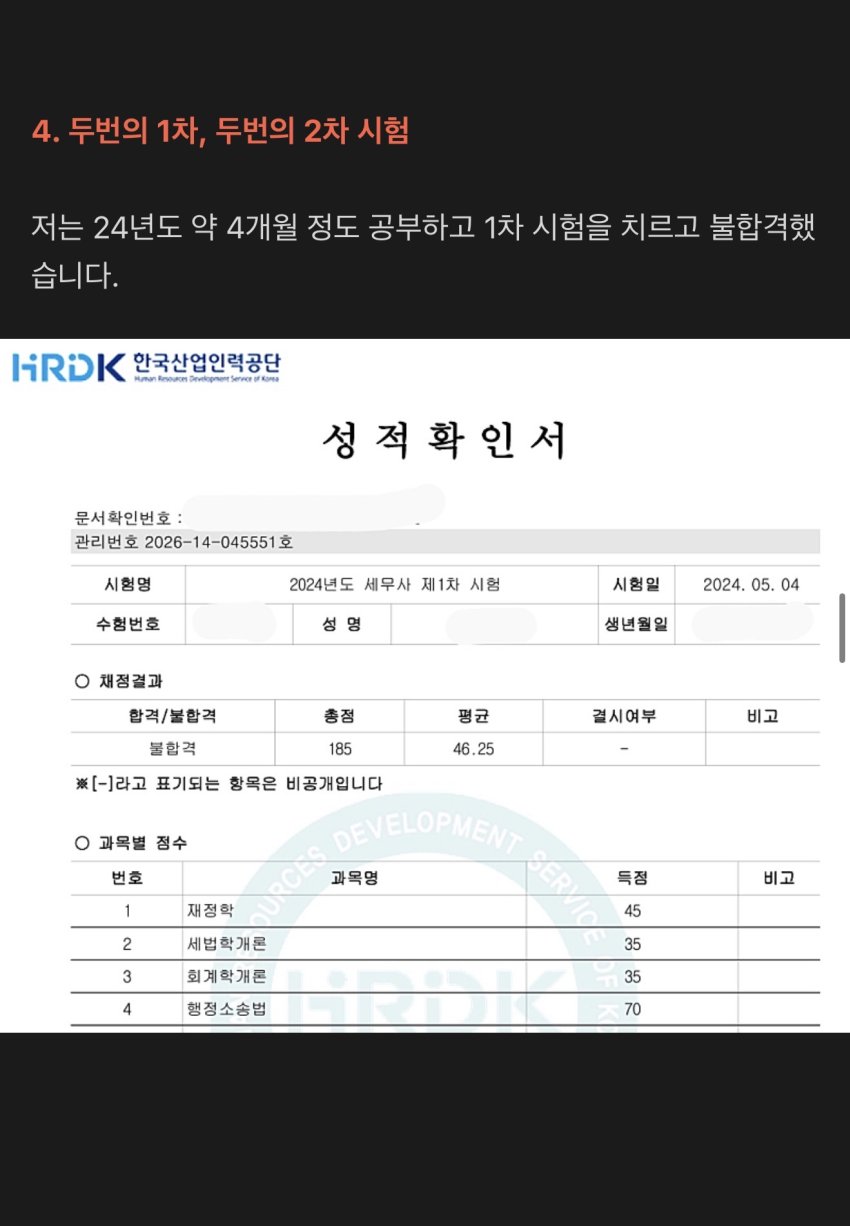 4. 두번의 1차, 두번의 2차 시험
저는 24년도 약 4개월 정도 공부하고 1차 시험을 치르고 불합격했
습니다.
HRDK 한국산업인력공단
Human Resources Development Service of Korea
성 적 확 인 서
문서확인번호 :
관리번호 2026-14-045551호
시험명 2024년도 세무사 제1차 시험 시험일 2024. 05. 04
수험번호 성 명 생년월일
○ 채점결과
합격/불합격 총점 평균 결시여부 비고
불합격 185 46.25 -
※[-]라고 표기되는 항목은 비공개입니다
○ 과목별 점수
번호 과목명 득점 비고
1 재정학 45
2 세법학개론 35
3 회계학개론 35
4 행정소송법 70
RESOURCES DEVELOPMENT SERVICE OF
HRDK